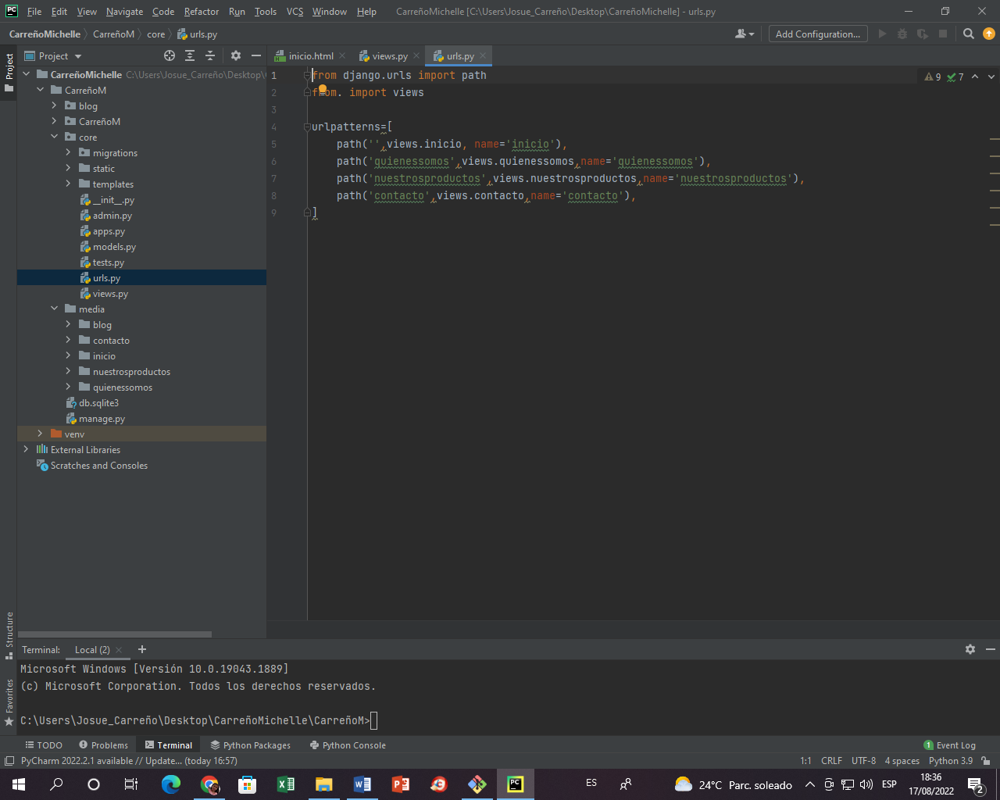 PC File Edit View Navigate Code Refactor Run Tools VCS Window Help CarreñoMichelle [C:\Users\Josue_Carreño\Desktop\CarreñoMichelle] - urls.py
CarreñoMichelle CarreñoM core urls.py Add Configuration...
Project inicio.html views.py urls.py
Project
CarreñoMichelle C:\Users\Josue_Carreño\Desktop\
CarreñoM
blog
CarreñoM
core
migrations
static
templates
__init__.py
admin.py
apps.py
models.py
tests.py
urls.py
views.py
media
blog
contacto
inicio
nuestrosproductos
quienessomos
db.sqlite3
manage.py
venv
External Libraries
Scratches and Consoles
1 from django.urls import path
2 from. import views
3
4 urlpatterns=[
5 path('',views.inicio, name='inicio'),
6 path('quienessomos',views.quienessomos,name='quienessomos'),
7 path('nuestrosproductos',views.nuestrosproductos,name='nuestrosproductos'),
8 path('contacto',views.contacto,name='contacto'),
9 ]
9 7
Structure
Favorites
Terminal: Local (2) +
Microsoft Windows [Versión 10.0.19043.1889]
(c) Microsoft Corporation. Todos los derechos reservados.
C:\Users\Josue_Carreño\Desktop\CarreñoMichelle\CarreñoM>
TODO Problems Terminal Python Packages Python Console 1 Event Log
PyCharm 2022.2.1 available // Update... (today 16:57) 1:1 CRLF UTF-8 4 spaces Python 3.9
ES 24°C Parc. soleado ESP 18:36
17/08/2022 2